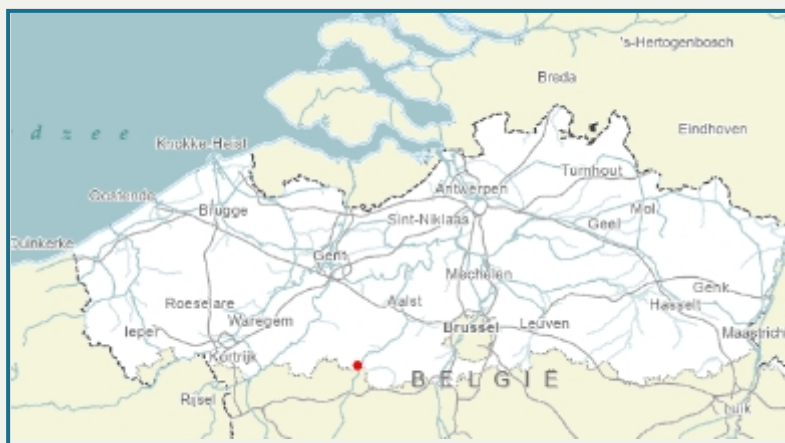 's-Hertogenbosch
Breda
d z e e
Eindhoven
Knokke-Heist
Turnhout
Antwerpen
Oostende
Brugge
Mol
Sint-Niklaas
Geel
Duinkerke
Gent
Mechelen
Genk
Roeselare
Aalst
Hasselt
Waregem
Brussel
Leuven
Ieper
Maastrich
Kortrijk
BELGIË
Rijsel
Luik